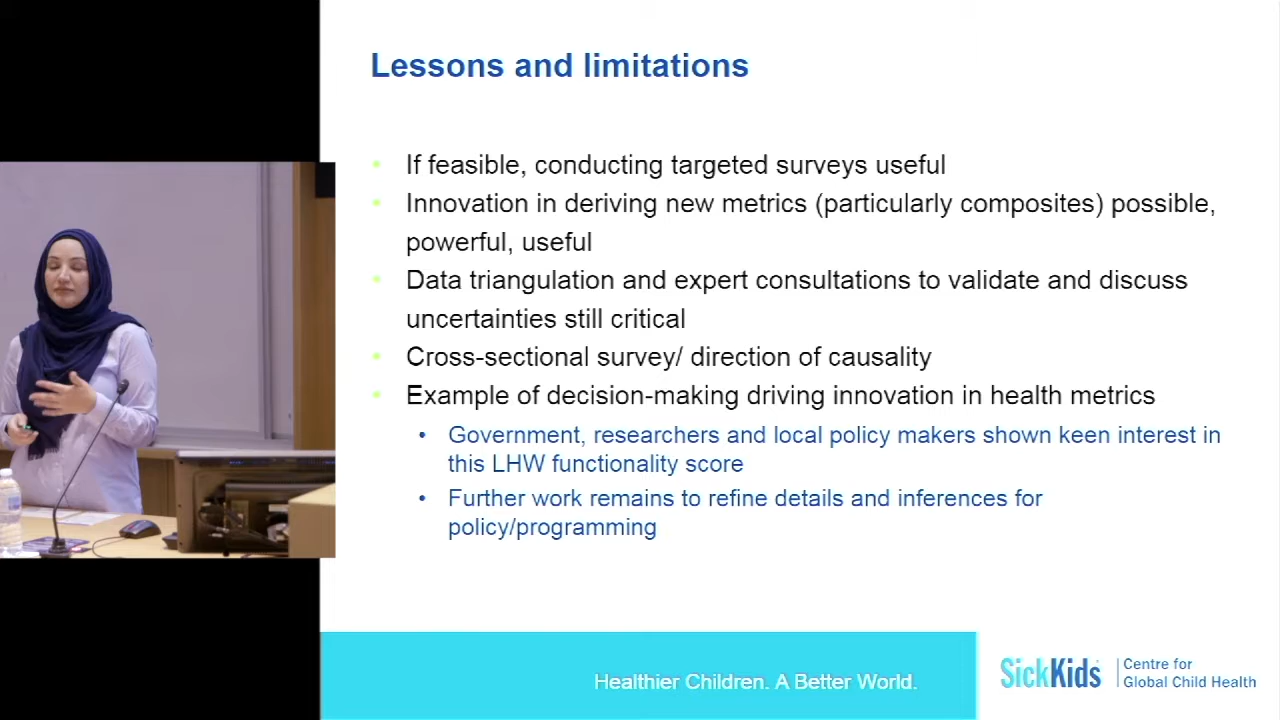 Lessons and limitations
If feasible, conducting targeted surveys useful
Innovation in deriving new metrics (particularly composites) possible,
powerful, useful
Data triangulation and expert consultations to validate and discuss
uncertainties still critical
Cross-sectional survey/ direction of causality
Example of decision-making driving innovation in health metrics
Government, researchers and local policy makers shown keen interest in
this LHW functionality score
Further work remains to refine details and inferences for
policy/programming
Healthier Children. A Better World.
SickKids
Centre for
Global Child Health